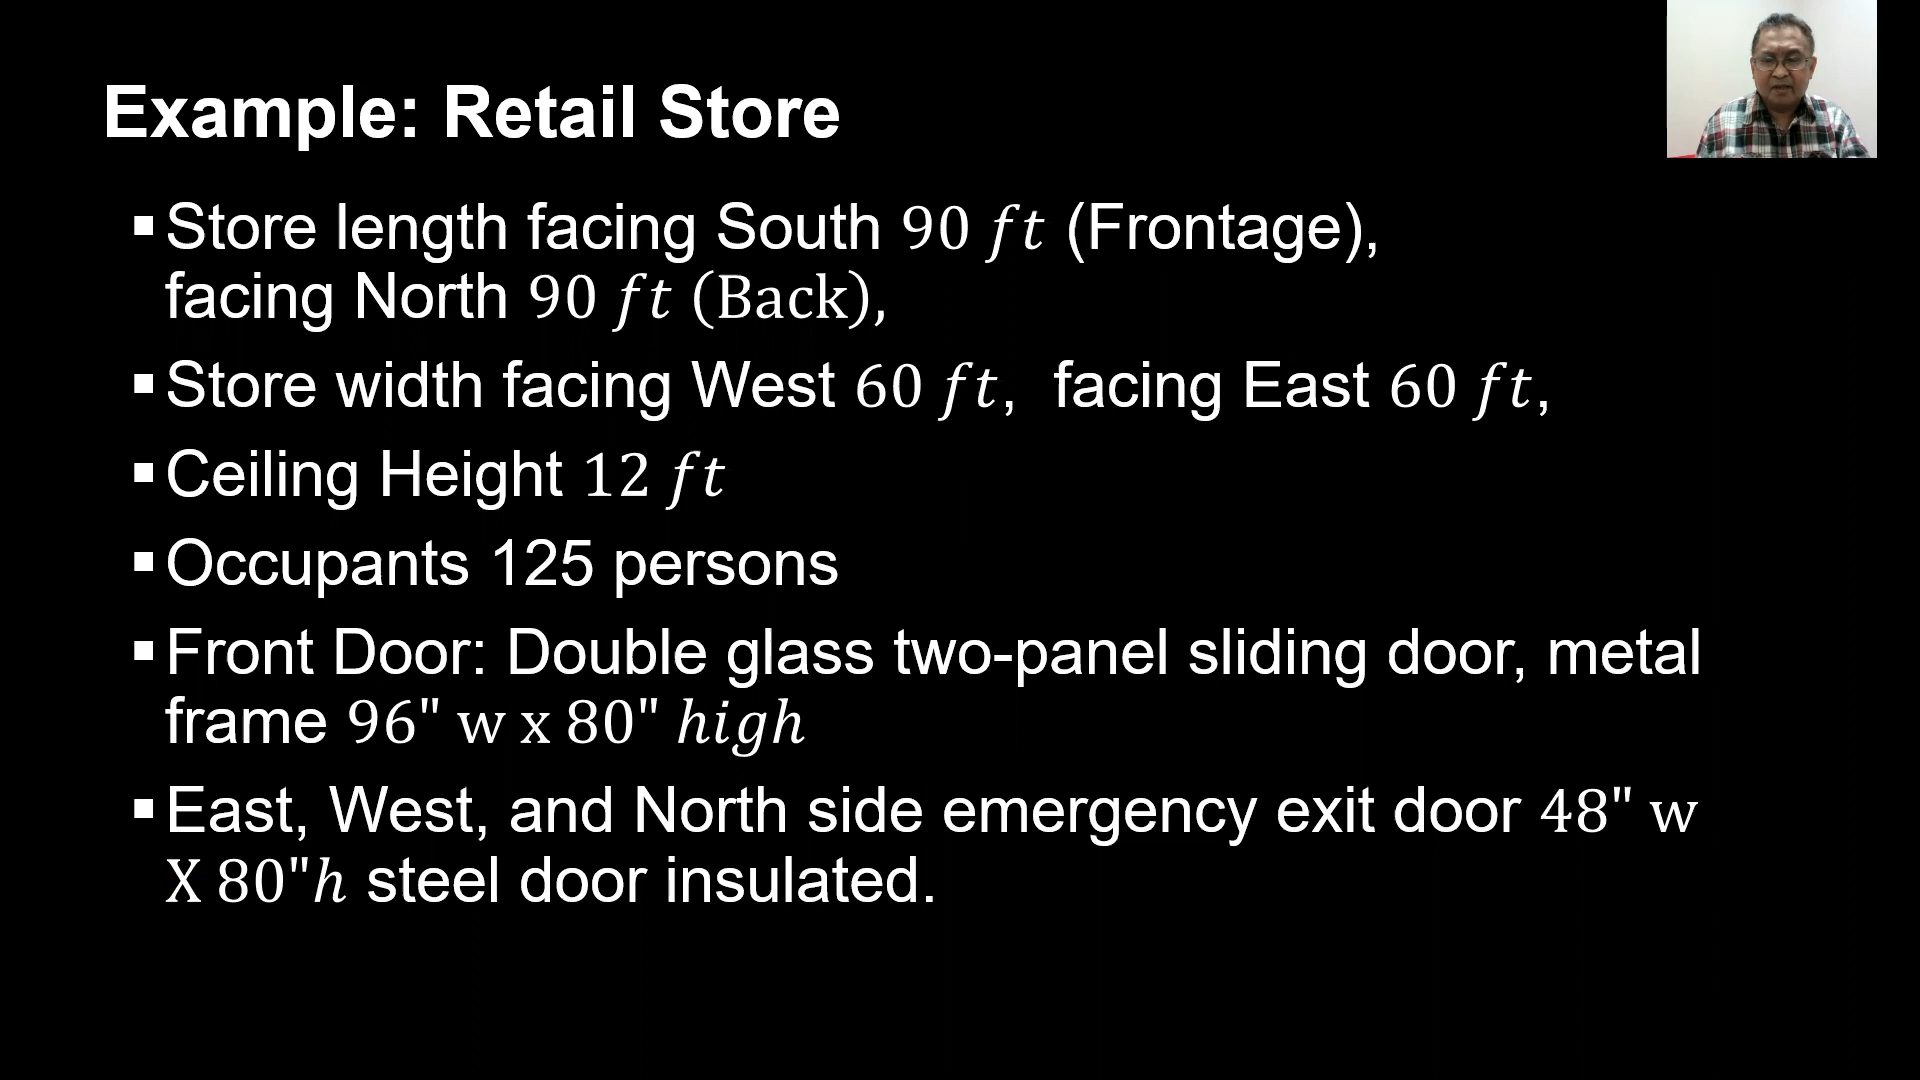 Example: Retail Store
▪Store length facing South 90 ft (Frontage),
facing North 90 ft (Back),
▪Store width facing West 60 ft, facing East 60 ft,
▪Ceiling Height 12 ft
▪Occupants 125 persons
▪Front Door: Double glass two-panel sliding door, metal
frame 96" w x 80" high
▪East, West, and North side emergency exit door 48" w
X 80"h steel door insulated.